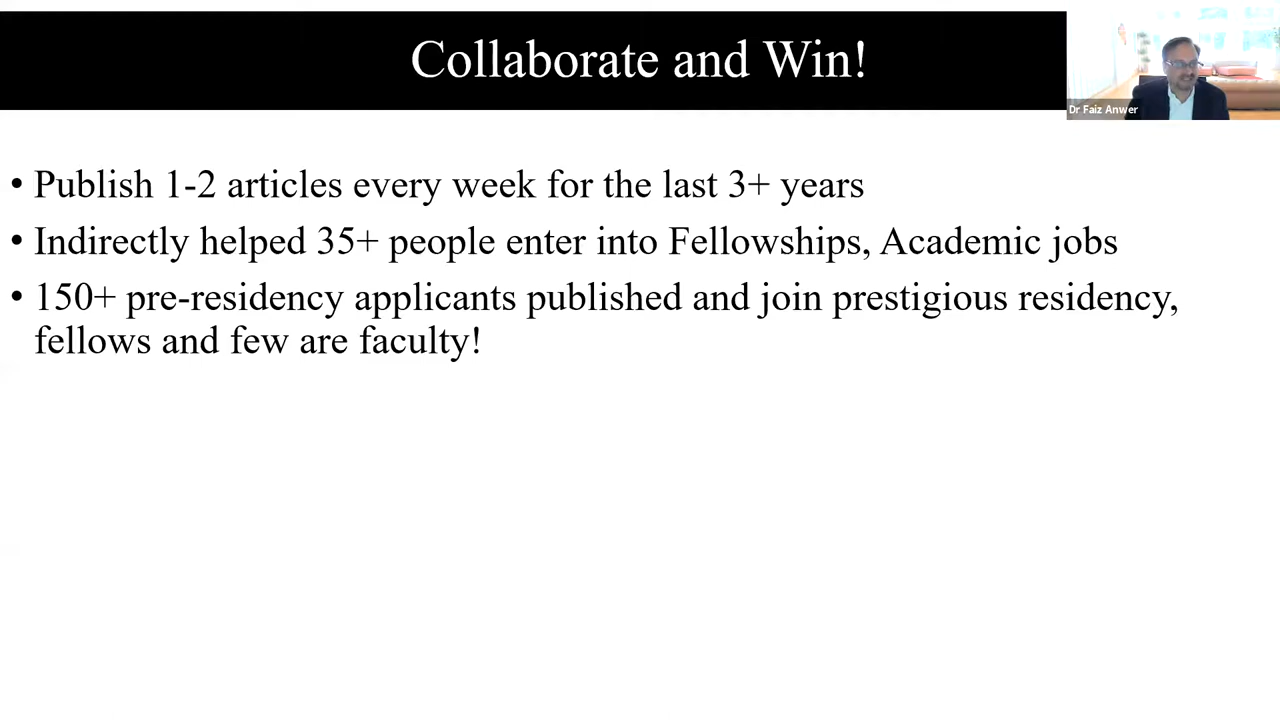 Collaborate and Win!
Dr Faiz Anwer
• Publish 1-2 articles every week for the last 3+ years
• Indirectly helped 35+ people enter into Fellowships, Academic jobs
• 150+ pre-residency applicants published and join prestigious residency,
fellows and few are faculty!